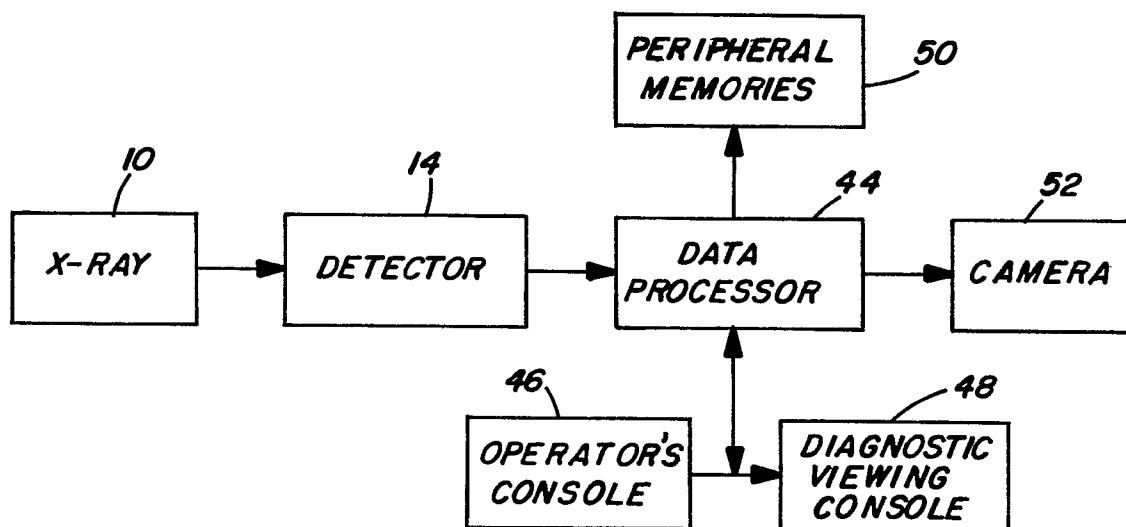 PERIPHERAL
MEMORIES
50
10
14
44
52
X-RAY
DETECTOR
DATA
PROCESSOR
CAMERA
46
48
OPERATOR'S
CONSOLE
DIAGNOSTIC
VIEWING
CONSOLE